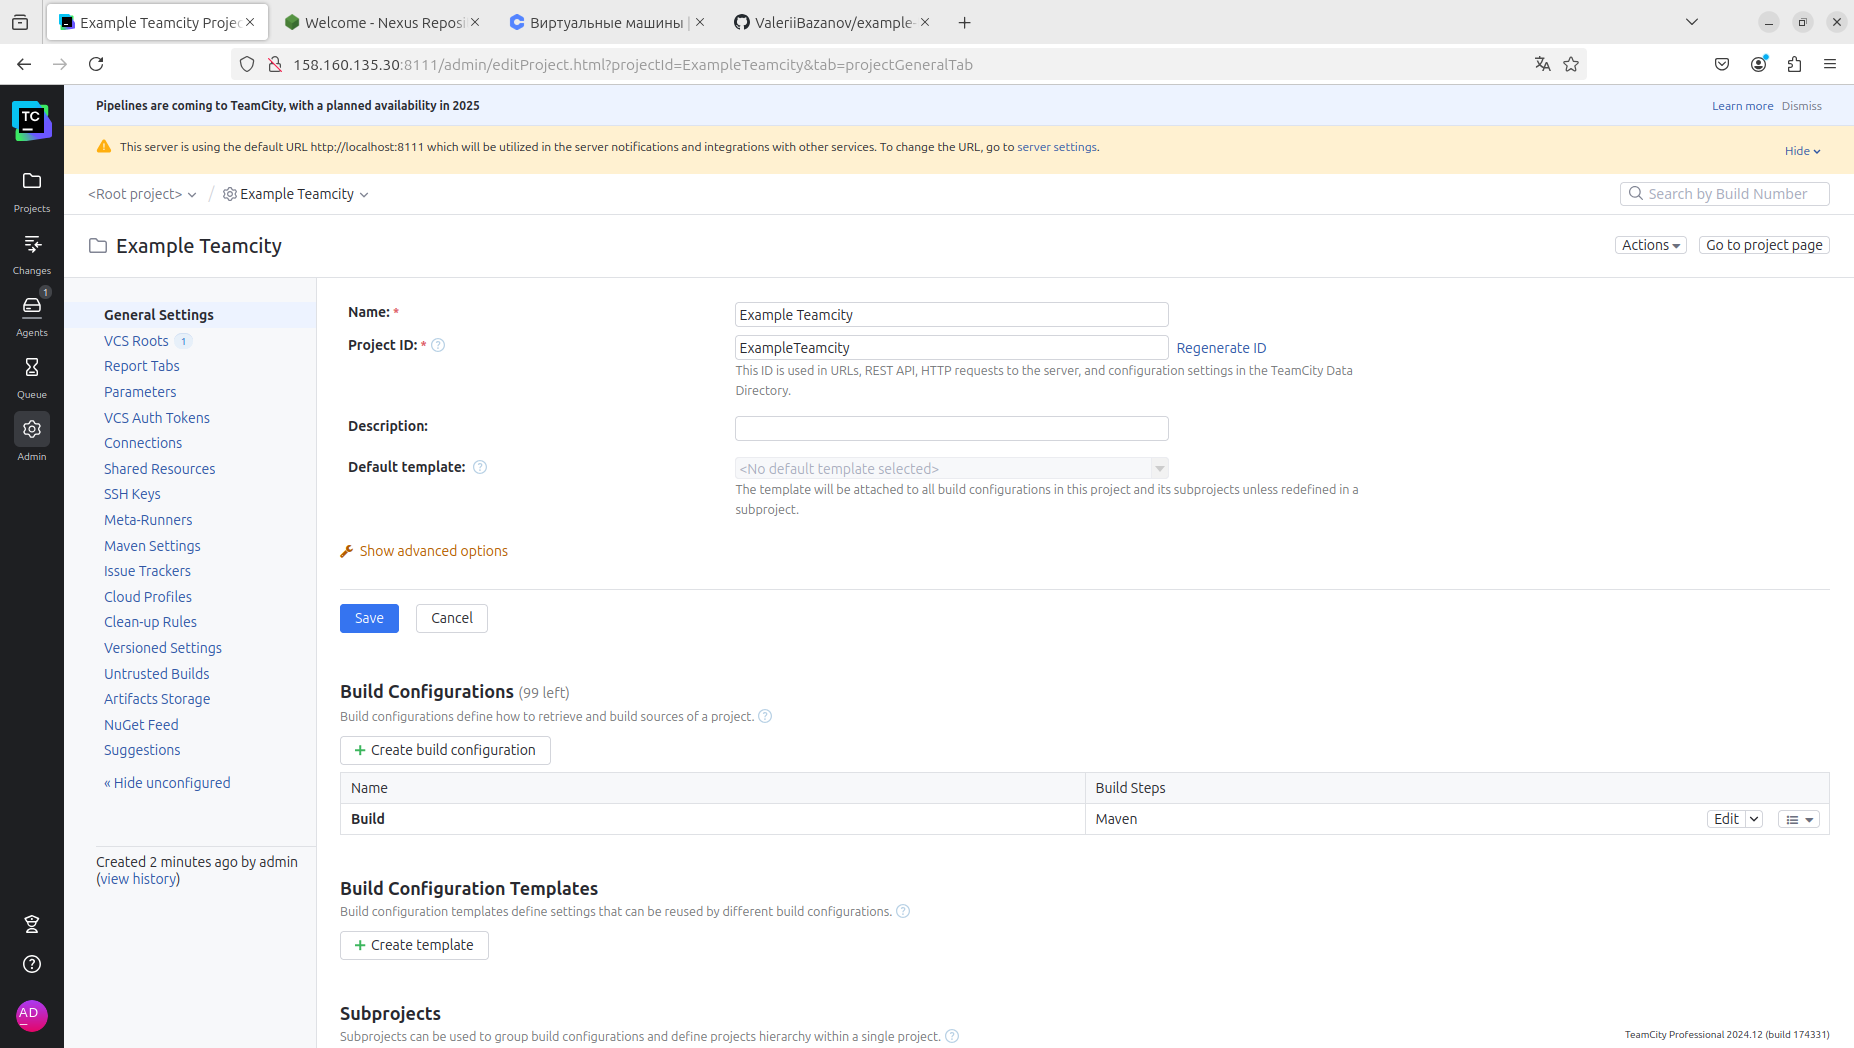 Example Teamcity Projec
Welcome - Nexus Reposi
Виртуальные машины |
ValeriiBazanov/example-
158.160.135.30:8111/admin/editProject.html?projectId=ExampleTeamcity&tab=projectGeneralTab
TC
Projects
Changes
1
Agents
Queue
Admin
AD
Pipelines are coming to TeamCity, with a planned availability in 2025
Learn more Dismiss
This server is using the default URL http://localhost:8111 which will be utilized in the server notifications and integrations with other services. To change the URL, go to server settings.
Hide
<Root project> / Example Teamcity
Search by Build Number
Example Teamcity
Actions
Go to project page
General Settings
VCS Roots 1
Report Tabs
Parameters
VCS Auth Tokens
Connections
Shared Resources
SSH Keys
Meta-Runners
Maven Settings
Issue Trackers
Cloud Profiles
Clean-up Rules
Versioned Settings
Untrusted Builds
Artifacts Storage
NuGet Feed
Suggestions
« Hide unconfigured
Created 2 minutes ago by admin
(view history)
Name: *
Example Teamcity
Project ID: * ?
ExampleTeamcity
Regenerate ID
This ID is used in URLs, REST API, HTTP requests to the server, and configuration settings in the TeamCity Data
Directory.
Description:
Default template: ?
<No default template selected>
The template will be attached to all build configurations in this project and its subprojects unless redefined in a
subproject.
Show advanced options
Save
Cancel
Build Configurations (99 left)
Build configurations define how to retrieve and build sources of a project. ?
+ Create build configuration
Name
Build Steps
Build
Maven
Edit
Build Configuration Templates
Build configuration templates define settings that can be reused by different build configurations. ?
+ Create template
Subprojects
Subprojects can be used to group build configurations and define projects hierarchy within a single project. ?
TeamCity Professional 2024.12 (build 174331)